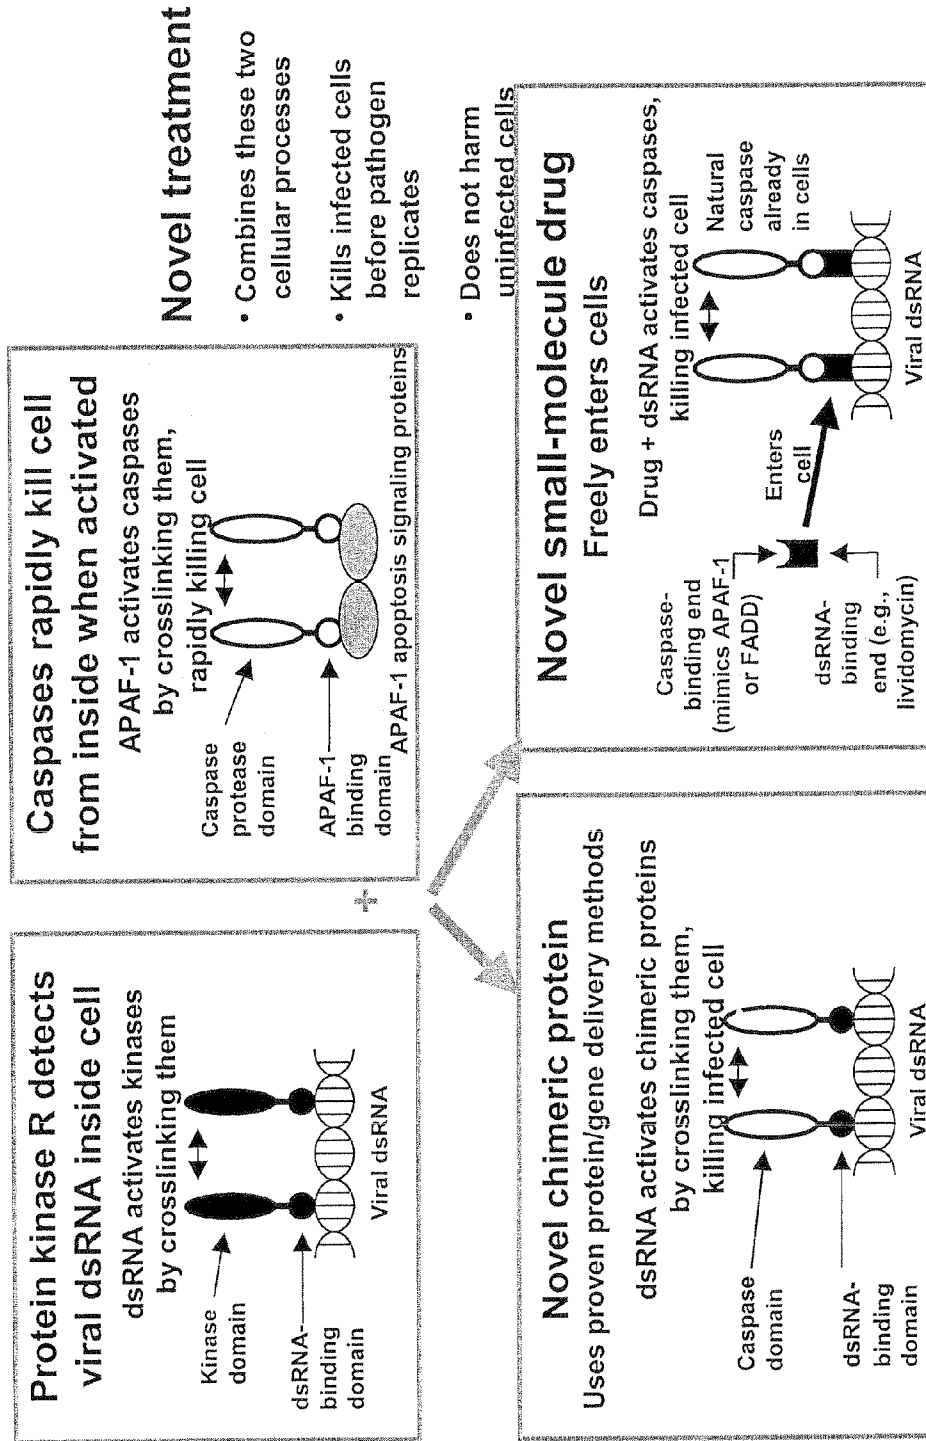 Protein kinase R detects
viral dsRNA inside cell
dsRNA activates kinases
by crosslinking them
Kinase
domain
dsRNA-
binding
domain
Viral dsRNA
+
Caspases rapidly kill cell
from inside when activated
APAF-1 activates caspases
by crosslinking them,
rapidly killing cell
Caspase
protease
domain
APAF-1
binding
domain
APAF-1 apoptosis signaling proteins
Novel treatment
• Combines these two
cellular processes
• Kills infected cells
before pathogen
replicates
• Does not harm
uninfected cells
Novel chimeric protein
Uses proven protein/gene delivery methods
dsRNA activates chimeric proteins
by crosslinking them,
killing infected cell
Caspase
domain
dsRNA-
binding
domain
Viral dsRNA
Novel small-molecule drug
Freely enters cells
Drug + dsRNA activates caspases,
killing infected cell
Caspase-
binding end
(mimics APAF-1
or FADD)
dsRNA-
binding
end (e.g.,
lividomycin)
Enters
cell
Natural
caspase
already
in cells
Viral dsRNA